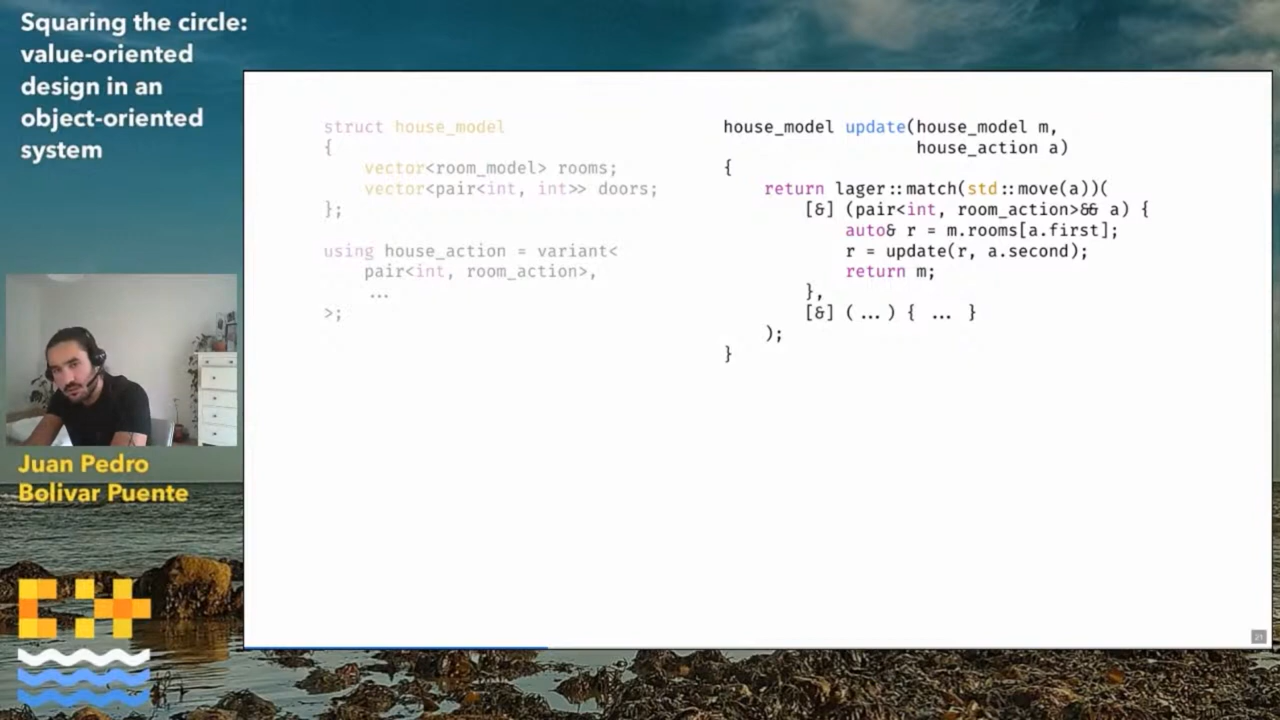 Squaring the circle:
value-oriented
design in an
object-oriented
system
struct house_model
{
    vector<room_model> rooms;
    vector<pair<int, int>> doors;
};
using house_action = variant<
    pair<int, room_action>,
    ...
>;
house_model update(house_model m,
                   house_action a)
{
    return lager::match(std::move(a))(
        [&] (pair<int, room_action>&& a) {
            auto& r = m.rooms[a.first];
            r = update(r, a.second);
            return m;
        },
        [&] (...) { ... }
    );
}
Juan Pedro
Bolivar Puente
C++
21